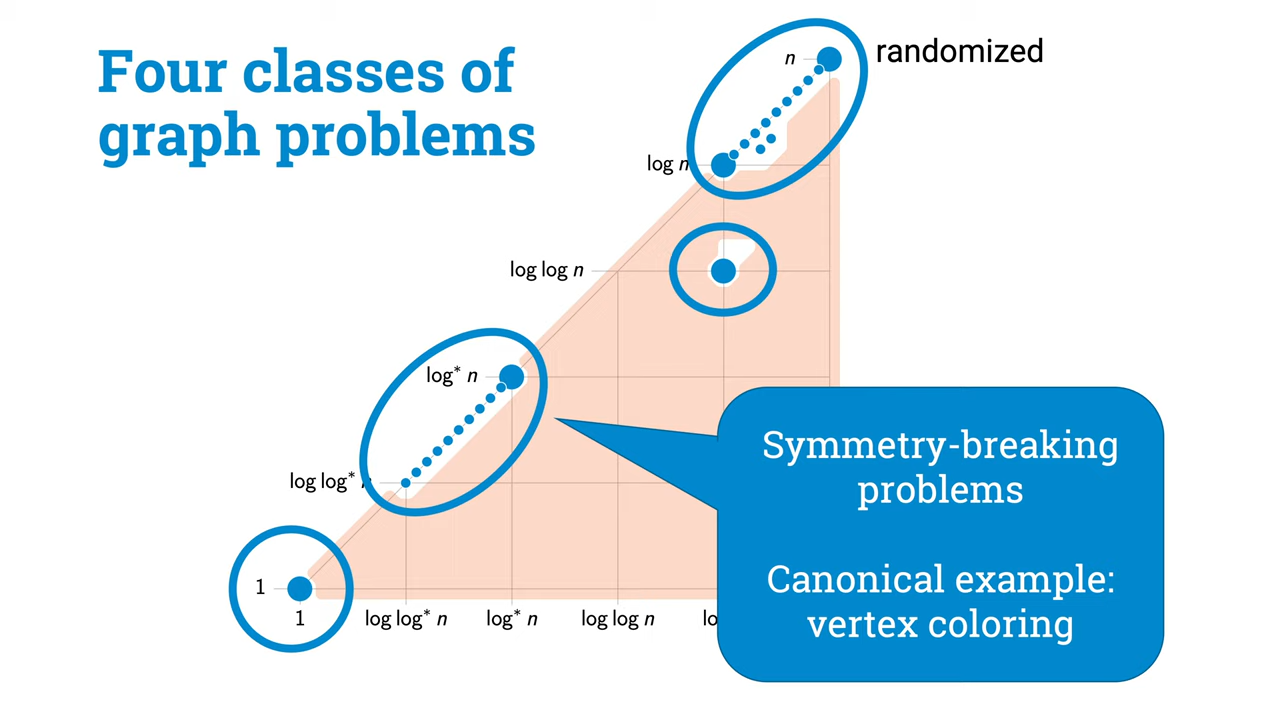 Four classes of
graph problems
randomized
n
log n
log log n
log* n
log log*
1
1
log log* n
log* n
log log n
lo
Symmetry-breaking
problems
Canonical example:
vertex coloring